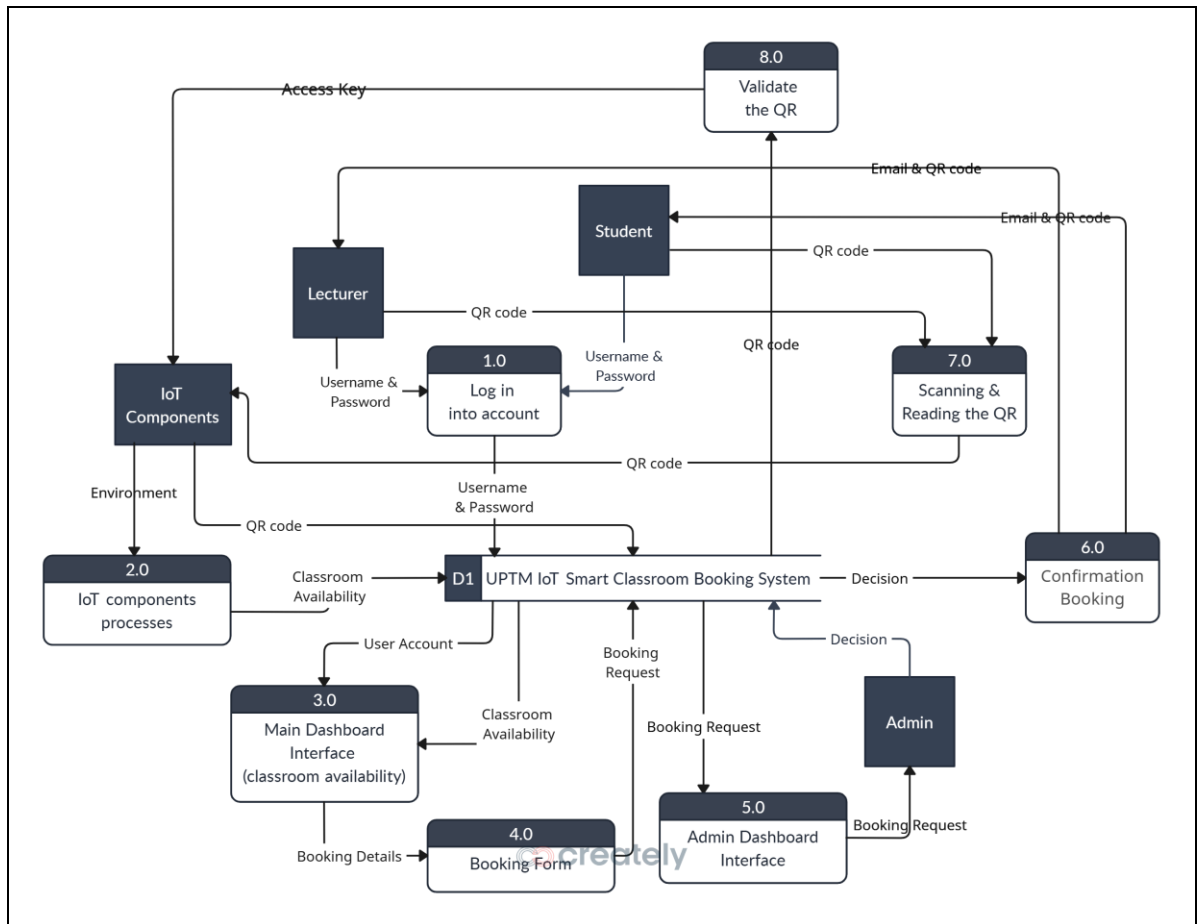 8.0
Validate
the QR
Access Key
Email & QR code
Student
Email & QR code
QR code
Lecturer
QR code
QR code
1.0
Log in
into account
Username &
Password
Username &
Password
7.0
Scanning &
Reading the QR
IoT
Components
QR code
Environment
Username
& Password
QR code
2.0
IoT components
processes
Classroom
Availability
D1
UPTM IoT Smart Classroom Booking System
Decision
6.0
Confirmation
Booking
User Account
Booking
Request
Decision
3.0
Main Dashboard
Interface
(classroom availability)
Classroom
Availability
Booking Request
Admin
5.0
Admin Dashboard
Interface
Booking Request
4.0
Booking Form
Booking Details
creately